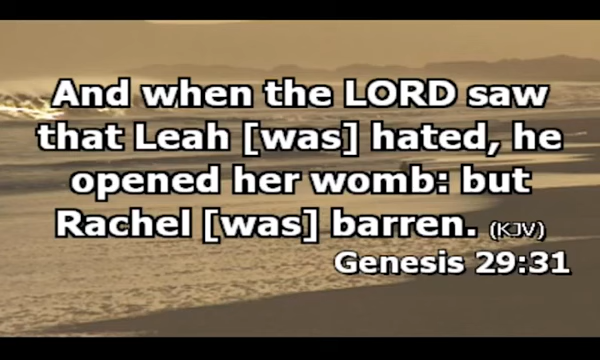 And when the LORD saw
that Leah [was] hated, he
opened her womb: but
Rachel [was] barren. (KJV)
Genesis 29:31